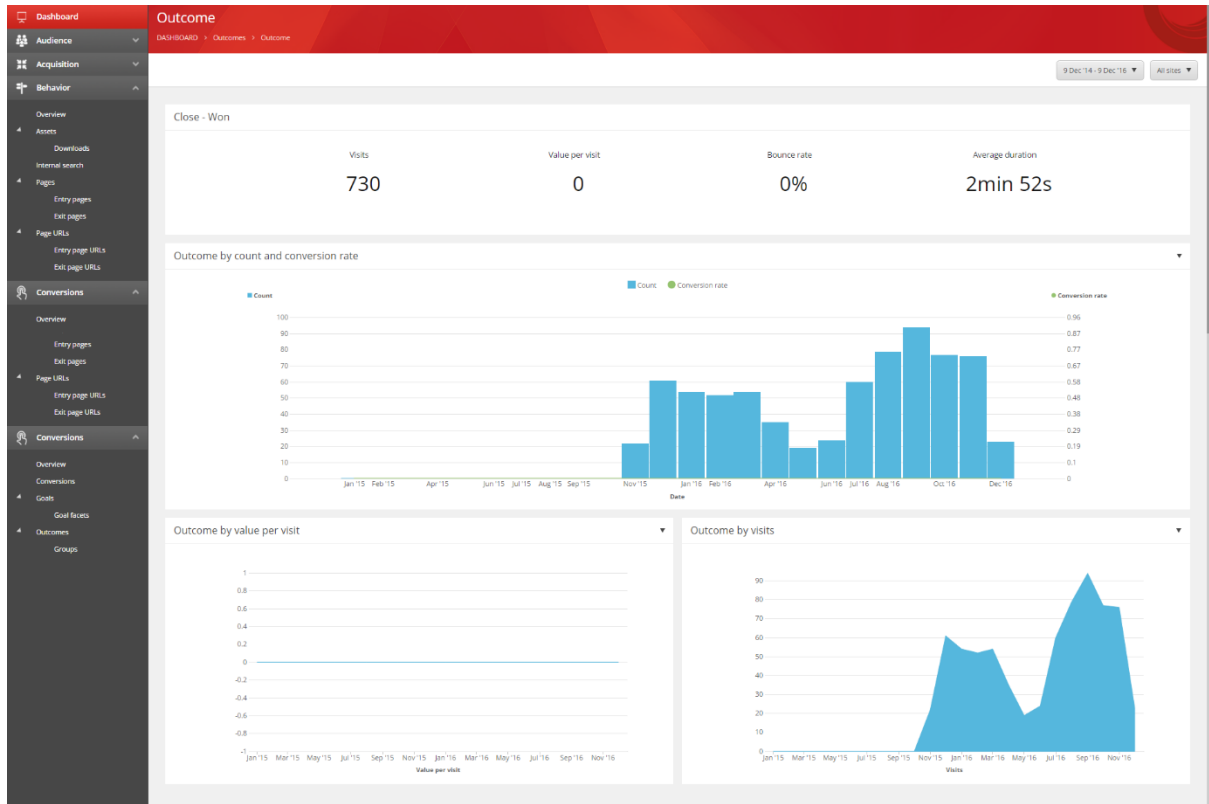 Dashboard
Audience
Acquisition
Behavior
Overview
Assets
Downloads
Internal search
Pages
Entry pages
Exit pages
Page URLs
Entry page URLs
Exit page URLs
Conversions
Overview
Entry pages
Exit pages
Page URLs
Entry page URLs
Exit page URLs
Conversions
Overview
Conversions
Goals
Goal facets
Outcomes
Groups
Outcome
DASHBOARD > Outcomes > Outcome
9 Dec '14 - 9 Dec '16 All sites
Close - Won
Visits Value per visit Bounce rate Average duration
730 0 0% 2min 52s
Outcome by count and conversion rate
Count Conversion rate
Count Conversion rate
100 0.96
90 0.87
80 0.77
70 0.67
60 0.58
50 0.48
40 0.38
30 0.29
20 0.19
10 0.1
0 0
Jan '15 Feb '15 Apr '15 Jun '15 Jul '15 Aug '15 Sep '15 Nov '15 Jan '16 Feb '16 Apr '16 Jun '16 Jul '16 Aug '16 Oct '16 Dec '16
Date
Outcome by value per visit
1
0.8
0.6
0.4
0.2
0
-0.2
-0.4
-0.6
-0.8
-1
Jan '15 Mar '15 May '15 Jul '15 Sep '15 Nov '15 Jan '16 Mar '16 May '16 Jul '16 Sep '16 Nov '16
Value per visit
Outcome by visits
90
80
70
60
50
40
30
20
10
0
Jan '15 Mar '15 May '15 Jul '15 Sep '15 Nov '15 Jan '16 Mar '16 May '16 Jul '16 Sep '16 Nov '16
Visits